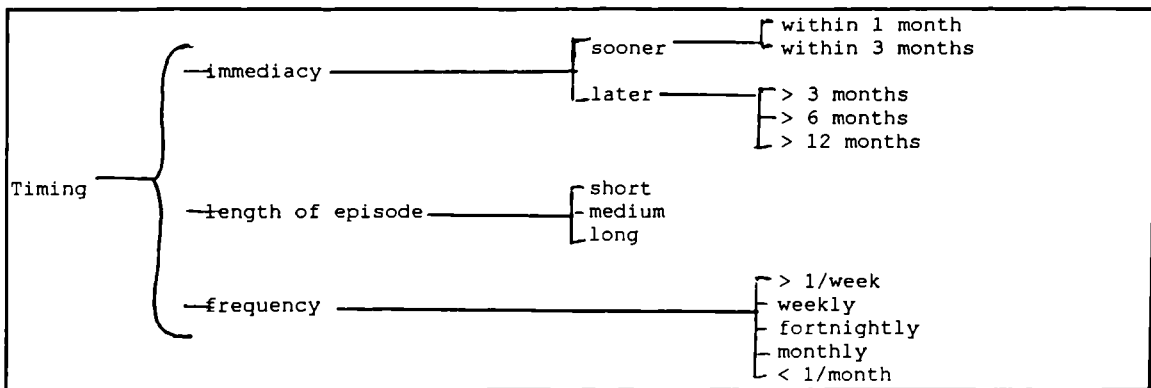 within 1 month
sooner
within 3 months
immediacy
later
> 3 months
> 6 months
> 12 months
Timing
short
length of episode
medium
long
> 1/week
frequency
weekly
fortnightly
monthly
< 1/month